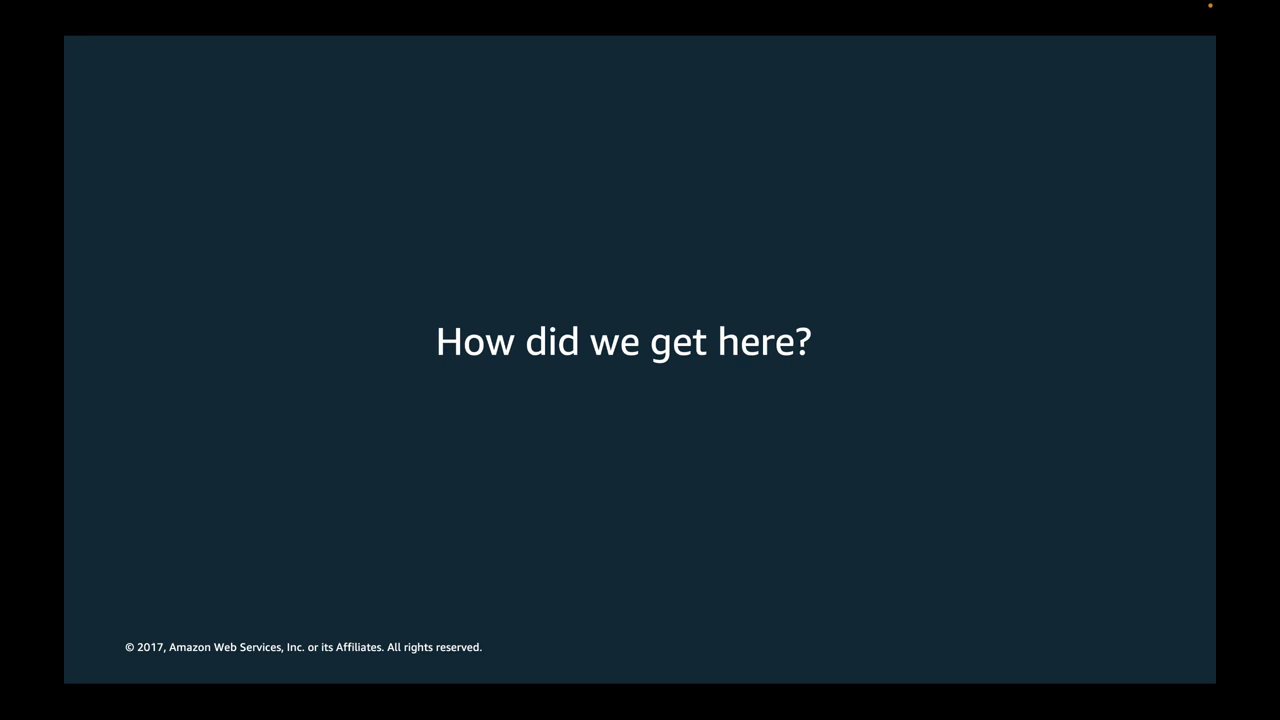 How did we get here?
© 2017, Amazon Web Services, Inc. or its Affiliates. All rights reserved.